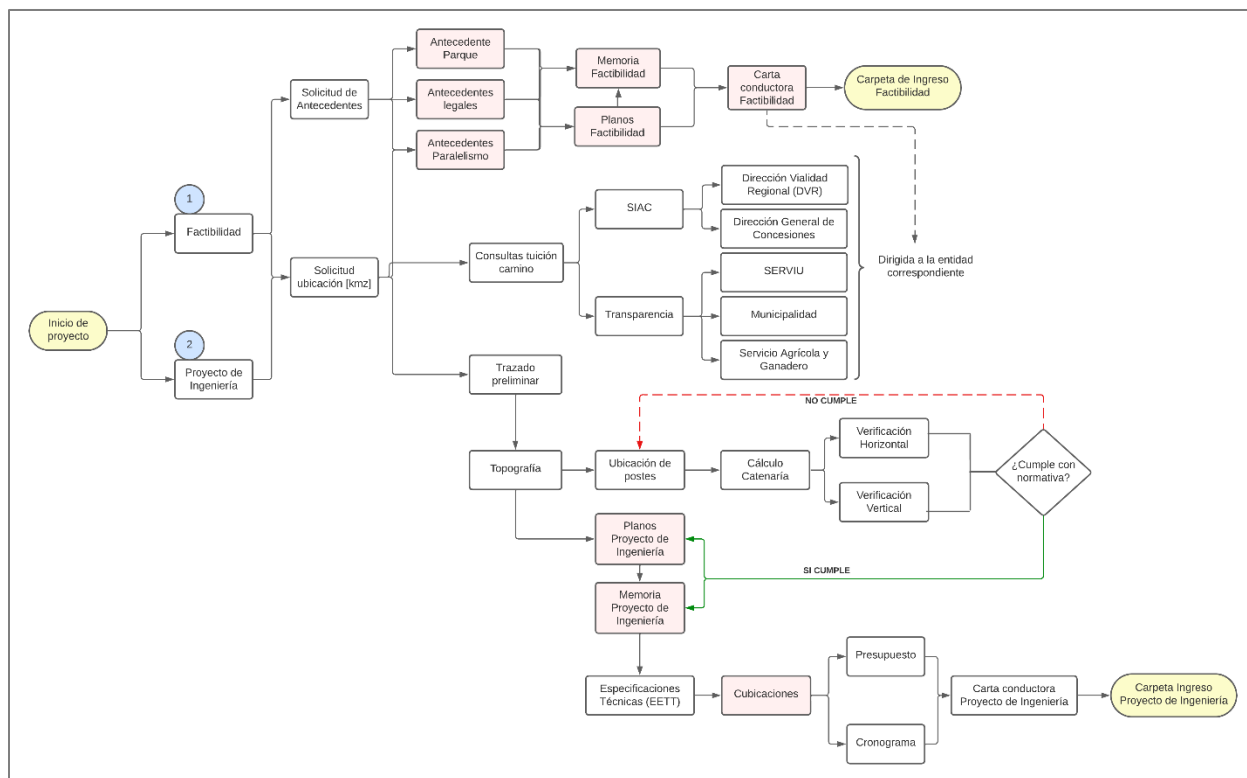 Antecedente
Parque
Memoria
Factibilidad
Carta
conductora
Factibilidad
Carpeta de Ingreso
Factibilidad
Solicitud de
Antecedentes
Antecedentes
legales
Planos
Factibilidad
Antecedentes
Paralelismo
1
Factibilidad
SIAC
Dirección Vialidad
Regional (DVR)
Dirección General de
Concesiones
Solicitud
ubicación [kmz]
Consultas tuición
camino
Dirigida a la entidad
correspondiente
SERVIU
Inicio de
proyecto
Transparencia
Municipalidad
2
Proyecto de
Ingeniería
Servicio Agrícola y
Ganadero
Trazado
preliminar
NO CUMPLE
Topografía
Ubicación de
postes
Cálculo
Catenaría
Verificación
Horizontal
Verificación
Vertical
¿Cumple con
normativa?
Planos
Proyecto de
Ingeniería
SI CUMPLE
Memoria
Proyecto de
Ingeniería
Especificaciones
Técnicas (EETT)
Cubicaciones
Presupuesto
Cronograma
Carta conductora
Proyecto de Ingeniería
Carpeta Ingreso
Proyecto de Ingeniería